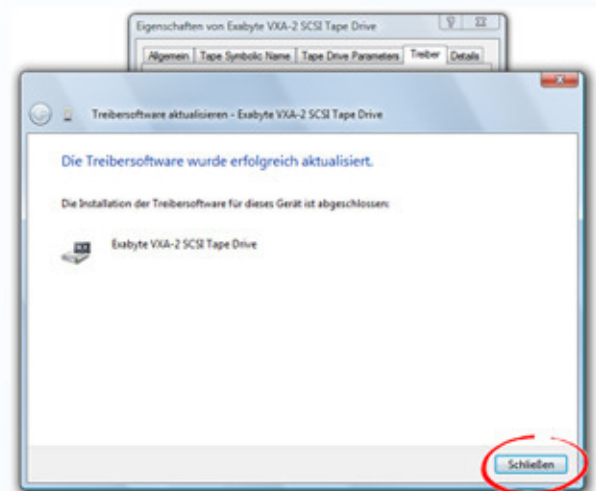 Eigenschaften von Exabyte VXA-2 SCSI Tape Drive
Allgemein Tape Symbolic Name Tape Drive Parameters Treiber Details
Treibersoftware aktualisieren - Exabyte VXA-2 SCSI Tape Drive
Die Treibersoftware wurde erfolgreich aktualisiert.
Die Installation der Treibersoftware für dieses Gerät ist abgeschlossen:
Exabyte VXA-2 SCSI Tape Drive
Schließen